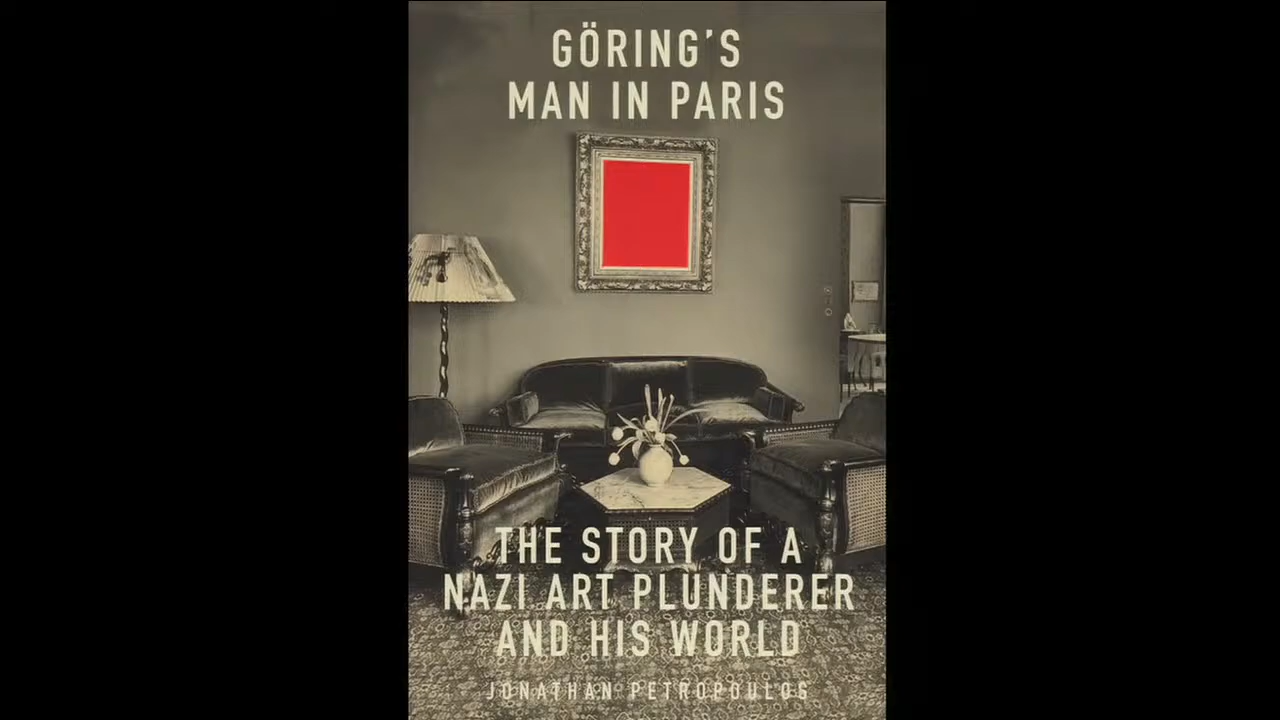 GÖRING'S
MAN IN PARIS
THE STORY OF A
NAZI ART PLUNDERER
AND HIS WORLD
JONATHAN PETROPOULOS